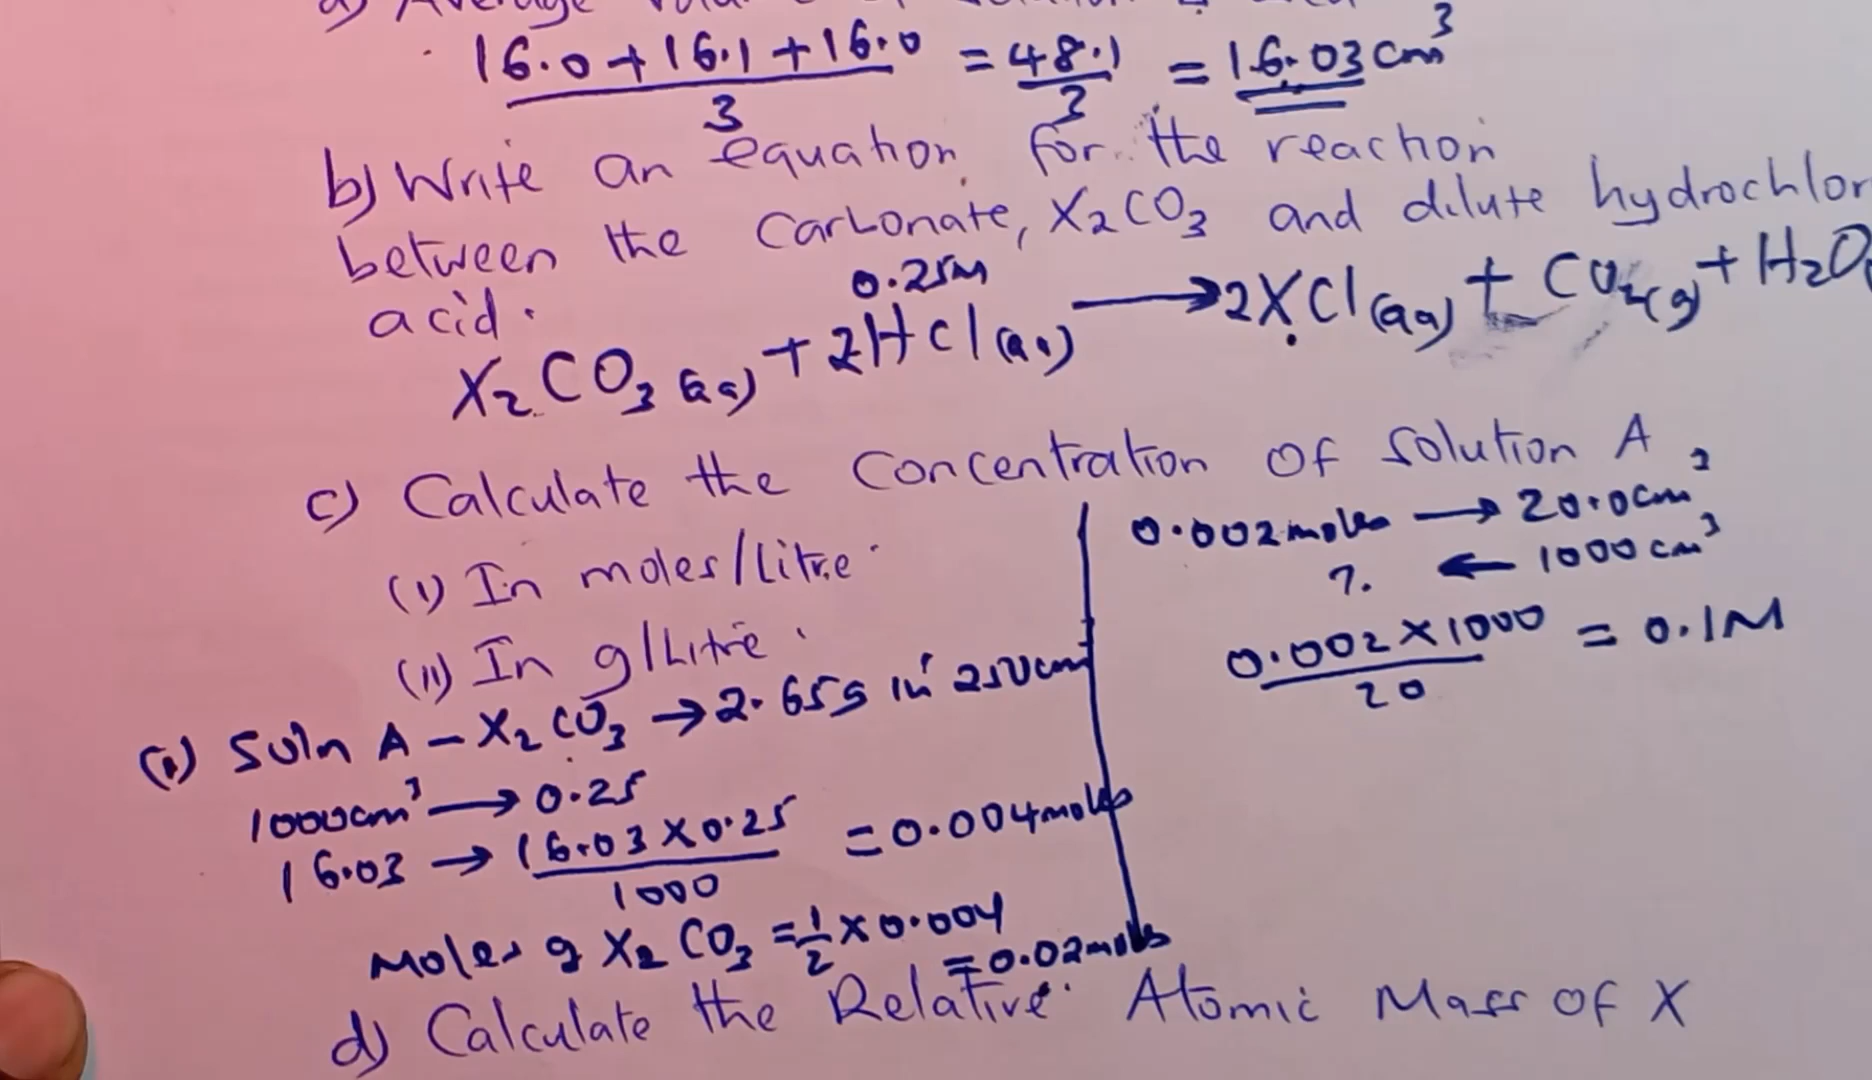 a) Average
16.0 + 16.1 + 16.0 = 48.1 = 16.03 cm³
3 3
b) Write an equation for the reaction
between the Carbonate, X₂CO₃ and dilute hydrochlor
acid.
0.25M
X₂CO₃(aq) + 2HCl(aq) → 2XCl(aq) + CO₂(g) + H₂O
c) Calculate the Concentration of solution A
(i) In moles/Litre.
(ii) In g/Litre.
(i) Soln A – X₂CO₃ → 2.65g in 250cm
1000cm³ → 0.25
16.03 → 16.03 X 0.25 = 0.004moles
1000
Moles of X₂CO₃ = ½ X 0.004
= 0.02moles
0.002moles → 20.0cm³
?. ← 1000cm³
0.002 X 1000 = 0.1M
20
d) Calculate the Relative Atomic Mass of X